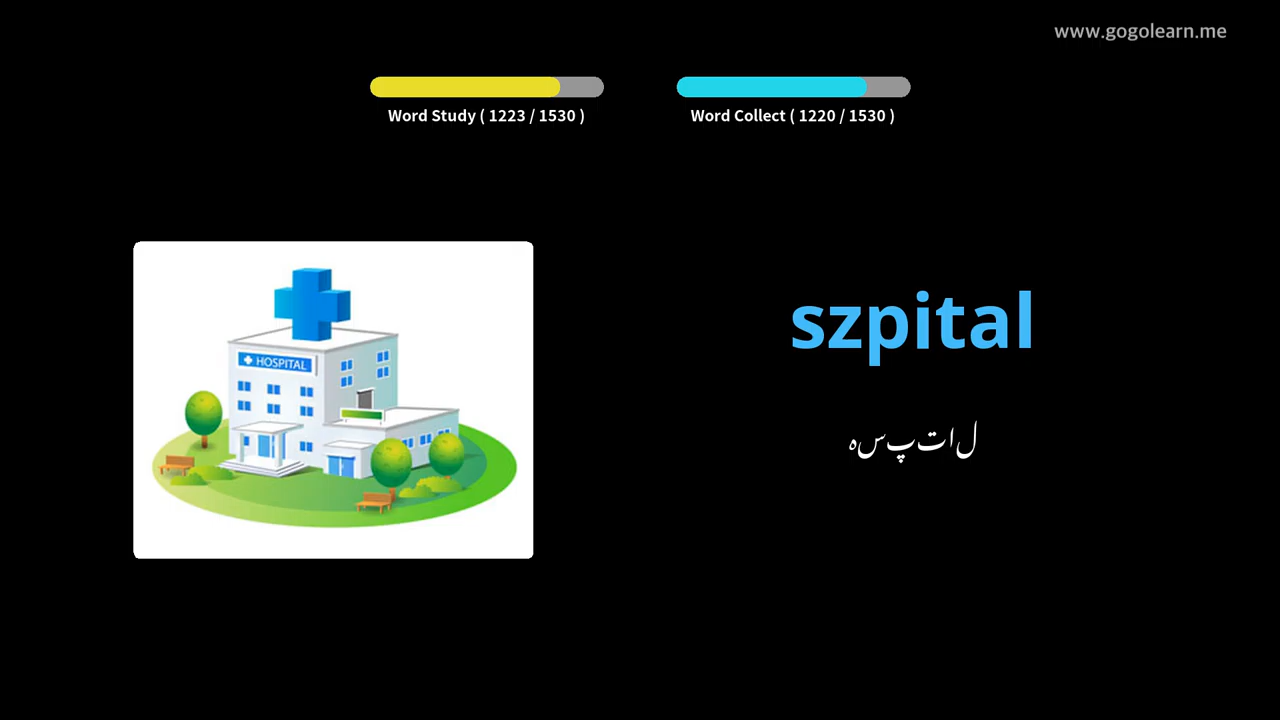 www.gogolearn.me
Word Study ( 1223 / 1530 )
Word Collect ( 1220 / 1530 )
HOSPITAL
szpital
ہسپتال